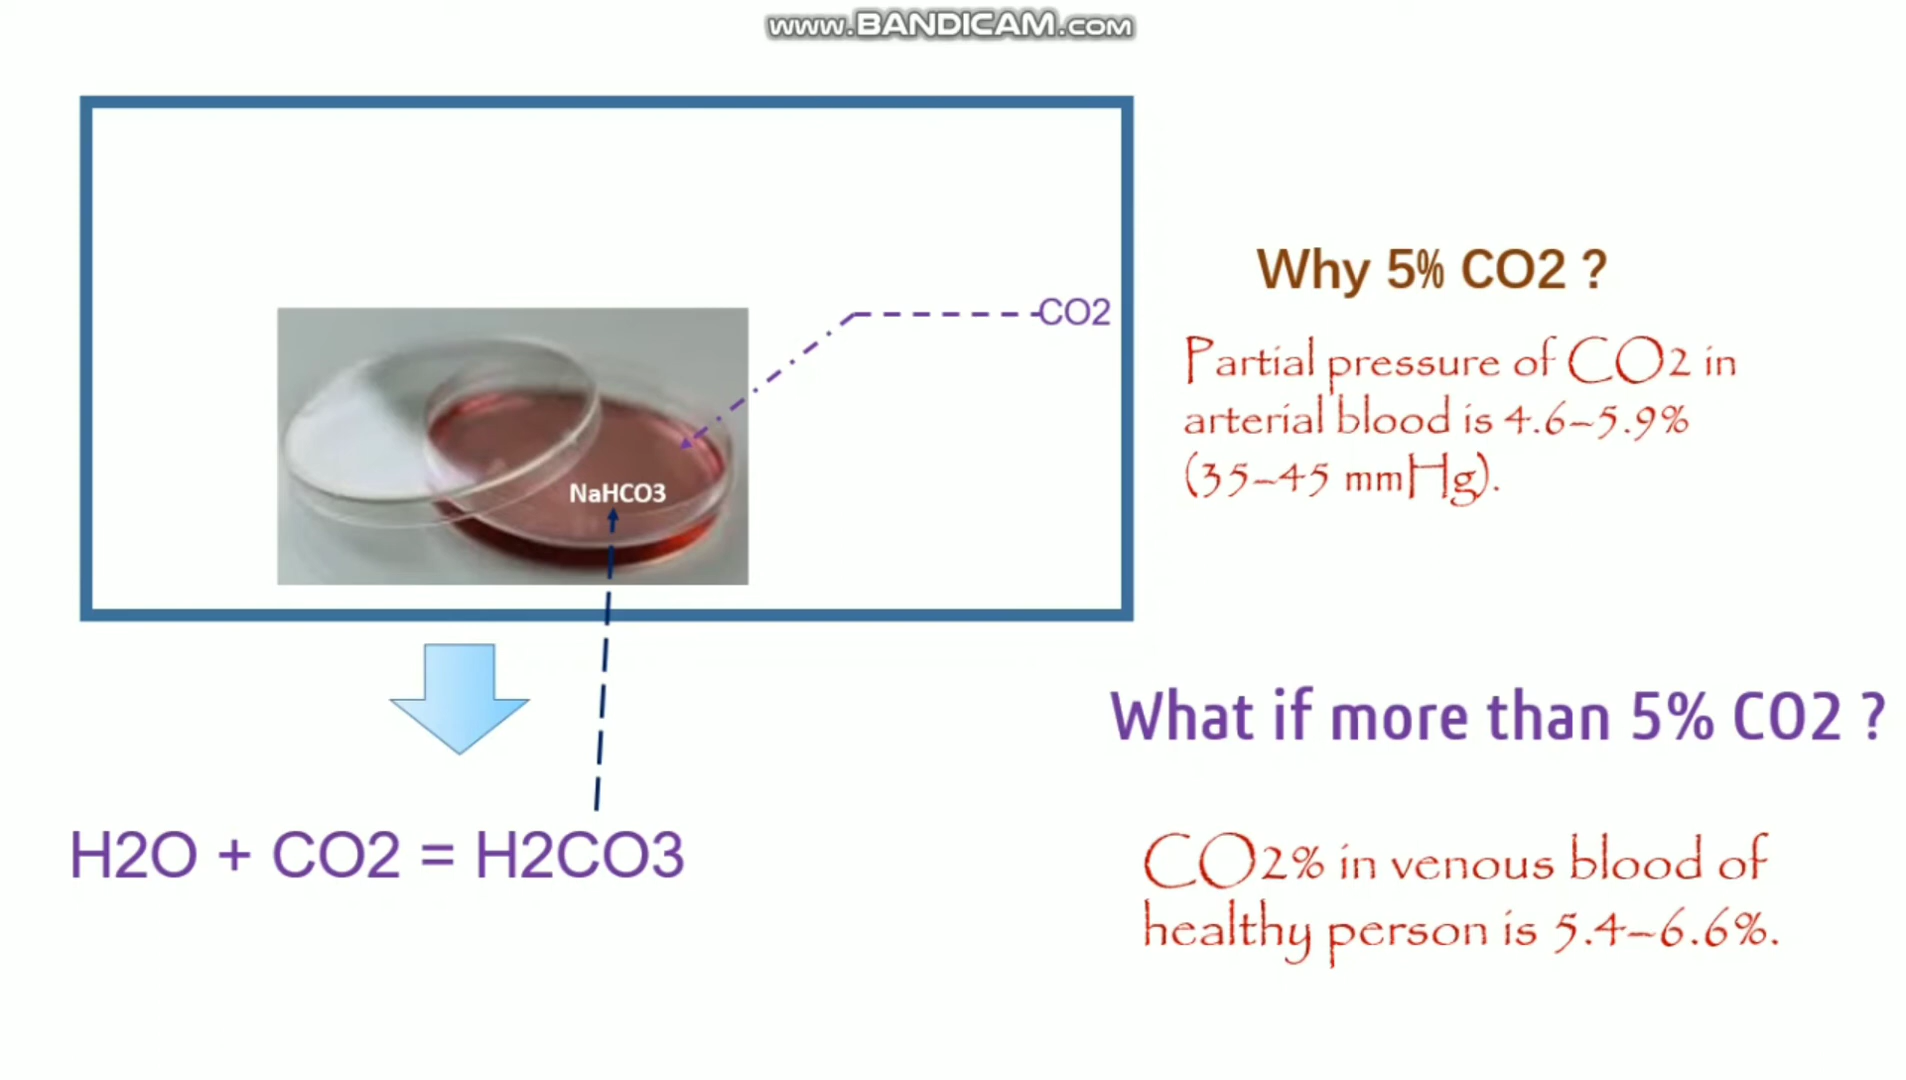 www.BANDICAM.com
CO2
NaHCO3
H2O + CO2 = H2CO3
Why 5% CO2 ?
Partial pressure of CO2 in
arterial blood is 4.6–5.9%
(35–45 mmHg).
What if more than 5% CO2 ?
CO2% in venous blood of
healthy person is 5.4–6.6%.